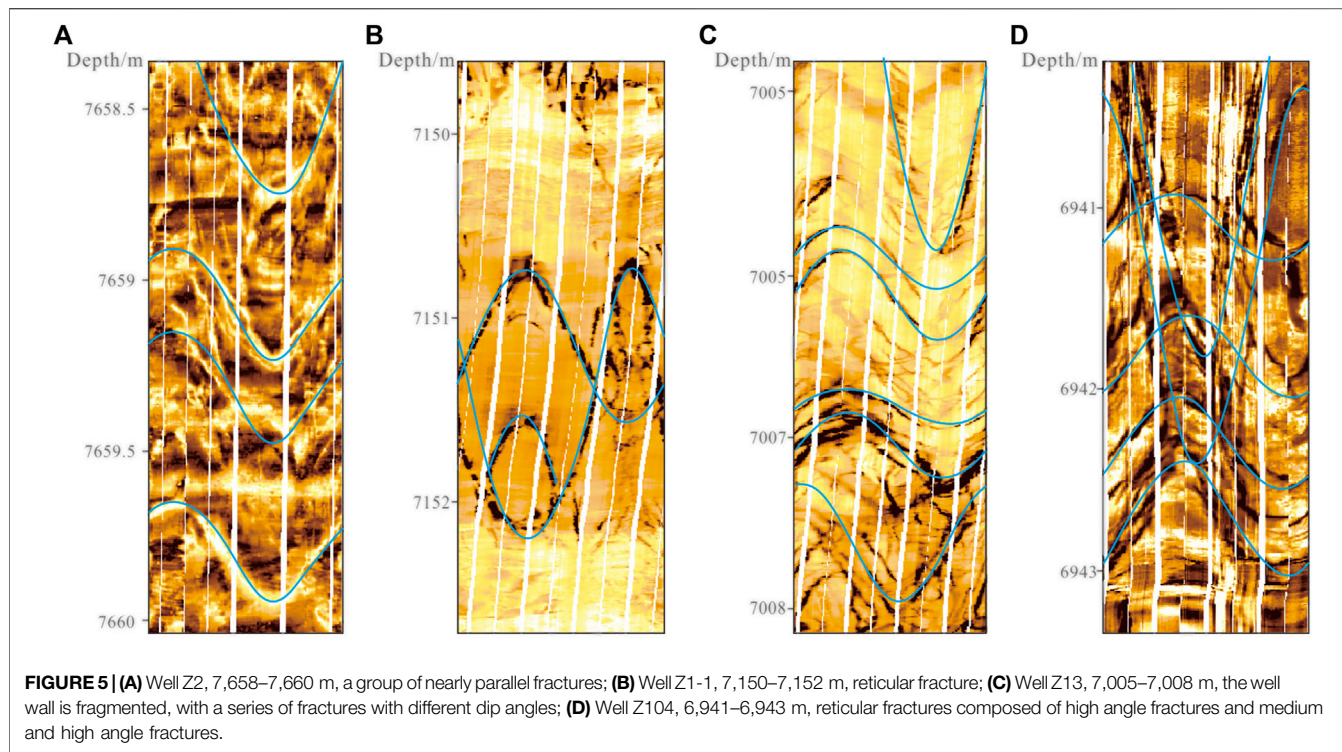 A
Depth/m
7658.5
7659
7659.5
7660
B
Depth/m
7150
7151
7152
C
Depth/m
7005
7005
7007
7008
D
Depth/m
6941
6942
6943
FIGURE 5 | (A) Well Z2, 7,658–7,660 m, a group of nearly parallel fractures; (B) Well Z1-1, 7,150–7,152 m, reticular fracture; (C) Well Z13, 7,005–7,008 m, the well
wall is fragmented, with a series of fractures with different dip angles; (D) Well Z104, 6,941–6,943 m, reticular fractures composed of high angle fractures and medium
and high angle fractures.